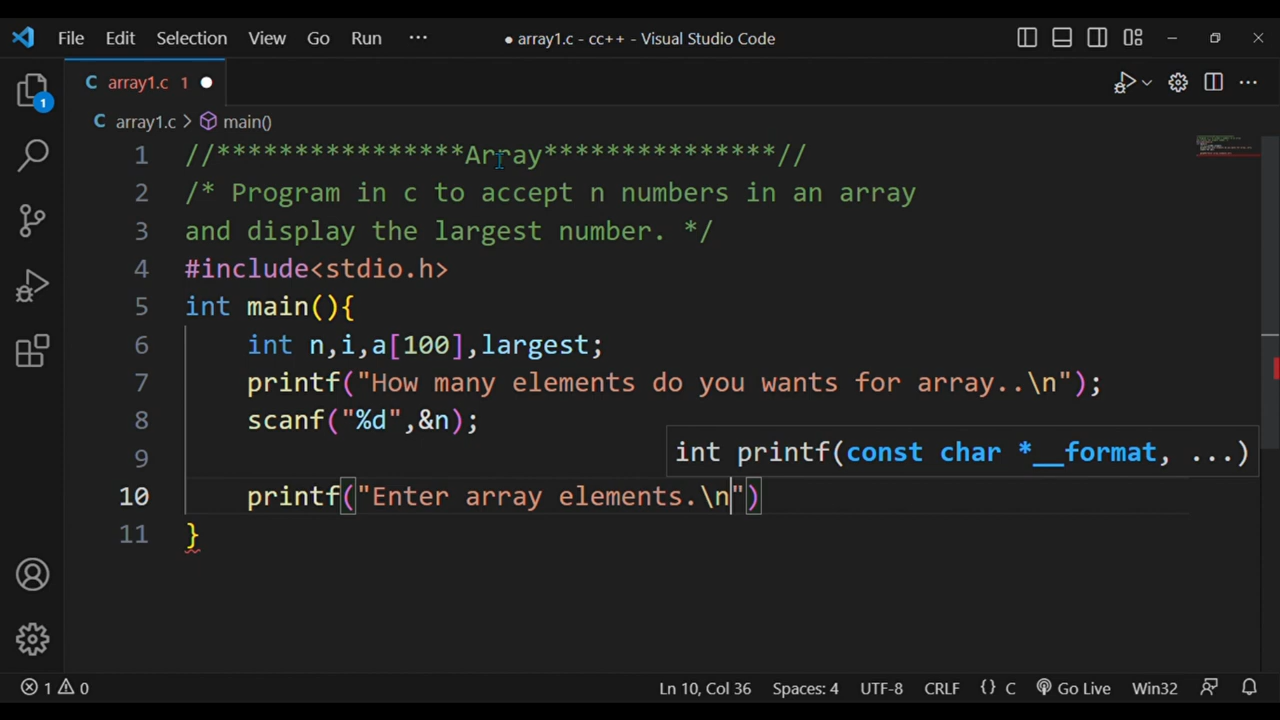 File Edit Selection View Go Run ··· ● array1.c - cc++ - Visual Studio Code
C array1.c 1 ●
C array1.c > main()
1 //****************Array***************//
2 /* Program in c to accept n numbers in an array
3 and display the largest number. */
4 #include<stdio.h>
5 int main(){
6 int n,i,a[100],largest;
7 printf("How many elements do you wants for array..\n");
8 scanf("%d",&n);
int printf(const char *__format, ...)
9
10 printf("Enter array elements.\n")
11 }
1
1 0 Ln 10, Col 36 Spaces: 4 UTF-8 CRLF {} C Go Live Win32